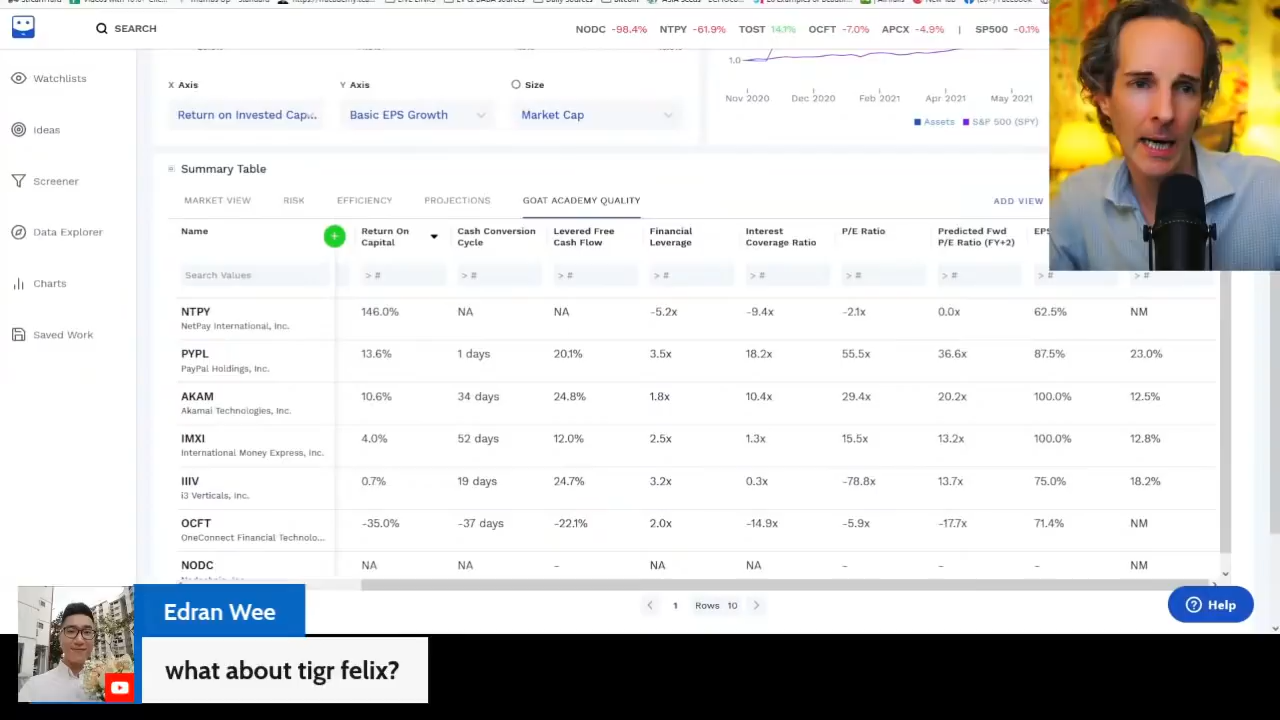 SEARCH
NODC -98.4% NTPY -61.9% TOST 14.1% OCFT -7.0% APCX -4.9% | SP500 -0.1%
Watchlists
Ideas
Screener
Data Explorer
Charts
Saved Work
X Axis Y Axis Size
Return on Invested Cap... Basic EPS Growth Market Cap
1.0
Nov 2020 Dec 2020 Feb 2021 Apr 2021 May 2021
Assets S&P 500 (SPY)
Summary Table
MARKET VIEW RISK EFFICIENCY PROJECTIONS GOAT ACADEMY QUALITY ADD VIEW
Name Return On Capital Cash Conversion Cycle Levered Free Cash Flow Financial Leverage Interest Coverage Ratio P/E Ratio Predicted Fwd P/E Ratio (FY+2) EPS
Search Values > # > # > # > # > # > # > # > # > #
NTPY 146.0% NA NA -5.2x -9.4x -2.1x 0.0x 62.5% NM
NetPay International, Inc.
PYPL 13.6% 1 days 20.1% 3.5x 18.2x 55.5x 36.6x 87.5% 23.0%
PayPal Holdings, Inc.
AKAM 10.6% 34 days 24.8% 1.8x 10.4x 29.4x 20.2x 100.0% 12.5%
Akamai Technologies, Inc.
IMXI 4.0% 52 days 12.0% 2.5x 1.3x 15.5x 13.2x 100.0% 12.8%
International Money Express, Inc.
IIIV 0.7% 19 days 24.7% 3.2x 0.3x -78.8x 13.7x 75.0% 18.2%
i3 Verticals, Inc.
OCFT -35.0% -37 days -22.1% 2.0x -14.9x -5.9x -17.7x 71.4% NM
OneConnect Financial Technolo...
NODC NA NA - NA NA - - - NM
1 Rows 10
Help
Edran Wee
what about tigr felix?